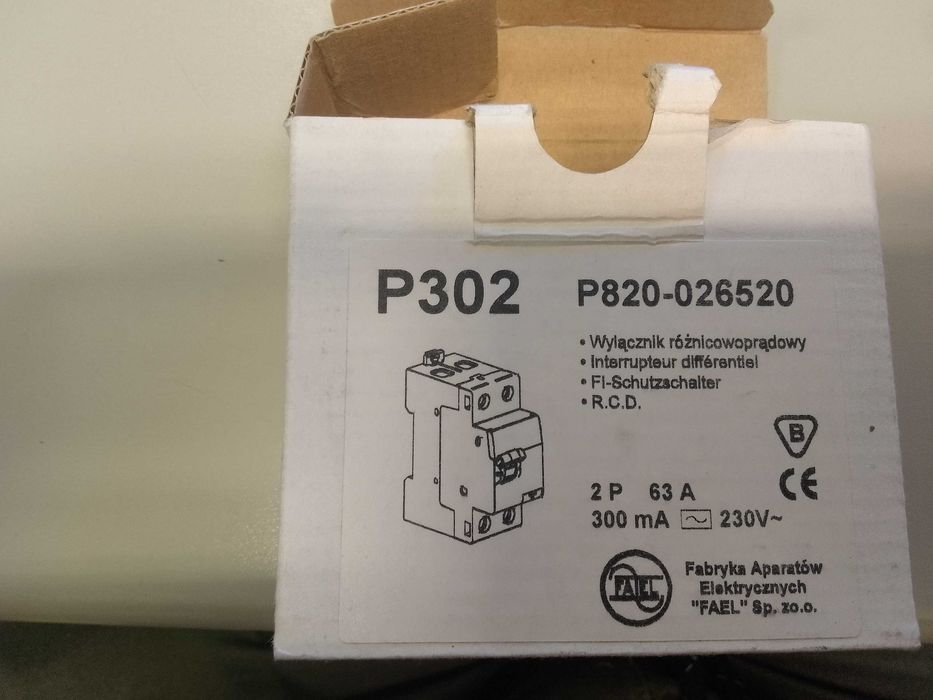 P302
P820-026520
• Wyłącznik różnicowoprądowy
• Interrupteur différentiel
• FI-Schutzschalter
• R.C.D.
B
CE
2 P 63 A
300 mA 230V~
FAEL
Fabryka Aparatów
Elektrycznych
"FAEL" Sp. zo.o.